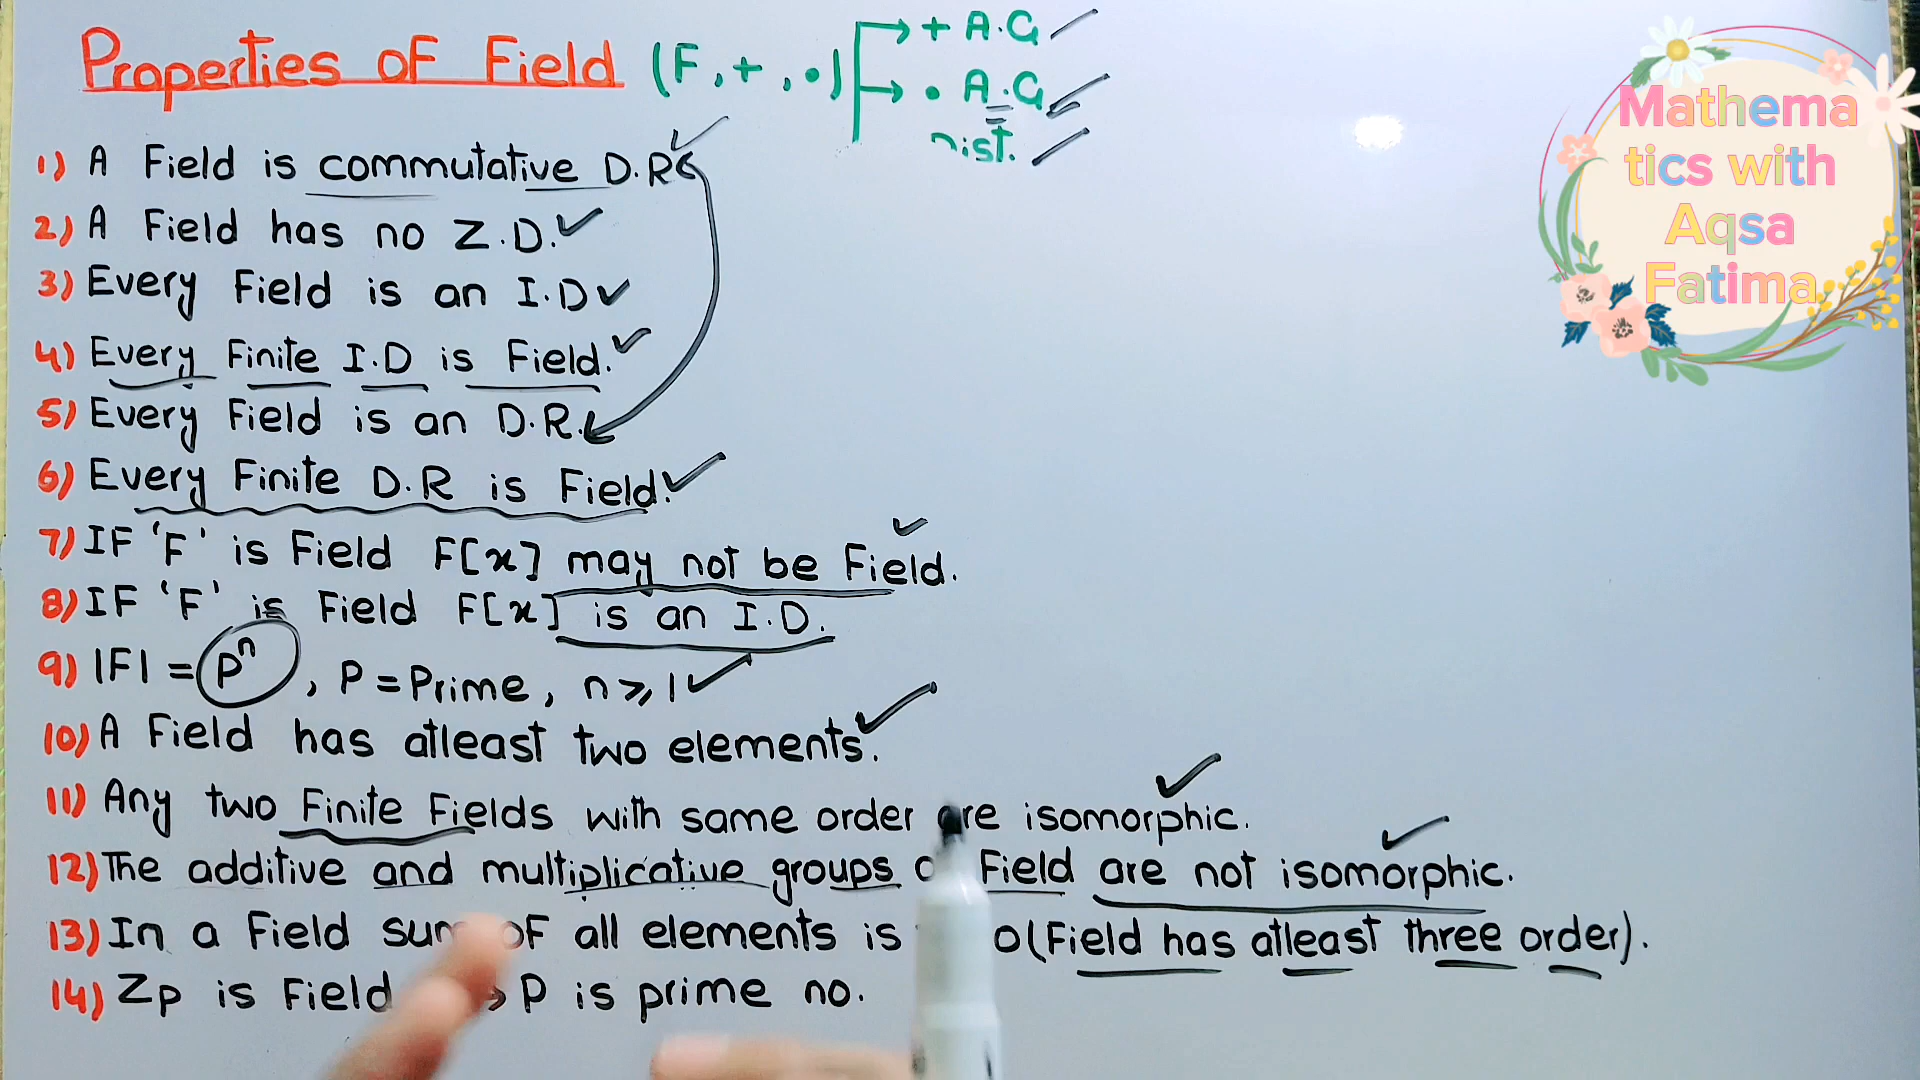 Properties of Field (F, +, •) → + A.G
→ • A.G
Dist.
1) A Field is commutative D.R
2) A Field has no Z.D.
3) Every Field is an I.D
4) Every Finite I.D is Field.
5) Every Field is an D.R.
6) Every Finite D.R is Field.
7) IF 'F' is Field F[x] may not be Field.
8) IF 'F' is Field F[x] is an I.D.
9) |F| = pⁿ, P = Prime, n ⩾ 1
10) A Field has atleast two elements.
11) Any two Finite Fields with same order are isomorphic.
12) The additive and multiplicative groups Field are not isomorphic.
13) In a Field sum of all elements is 0 (Field has atleast three order).
14) Zp is Field P is prime no.
Mathema
tics with
Aqsa
Fatima